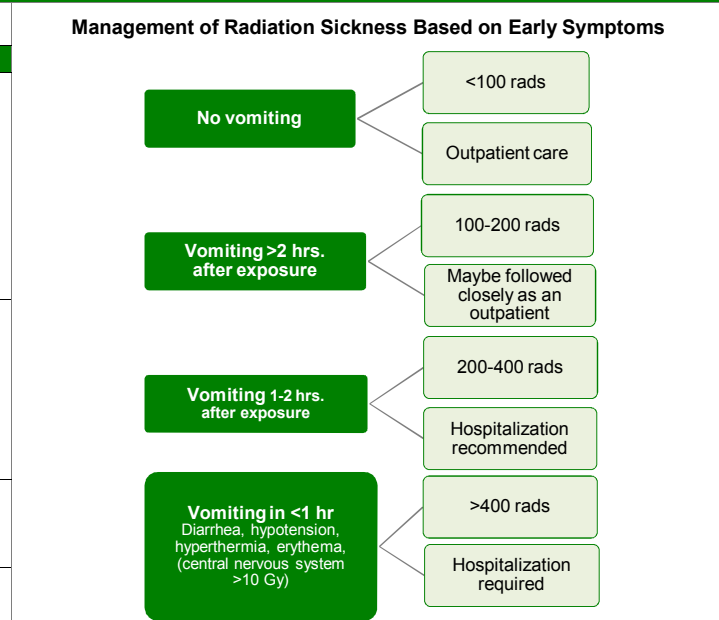 Management of Radiation Sickness Based on Early Symptoms
No vomiting
<100 rads
Outpatient care
Vomiting >2 hrs.
after exposure
100-200 rads
Maybe followed
closely as an
outpatient
Vomiting 1-2 hrs.
after exposure
200-400 rads
Hospitalization
recommended
Vomiting in <1 hr
Diarrhea, hypotension,
hyperthermia, erythema,
(central nervous system
>10 Gy)
>400 rads
Hospitalization
required